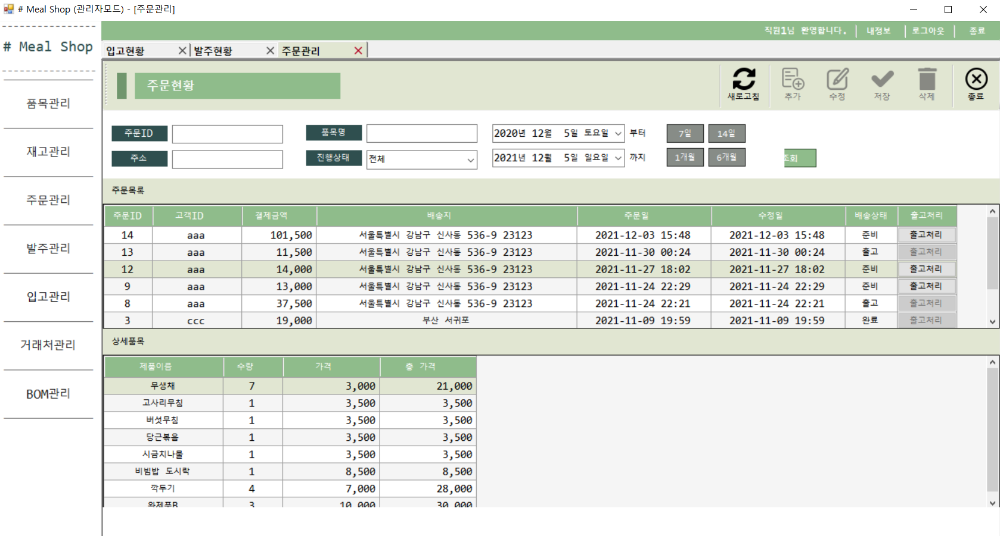 # Meal Shop (관리자모드) - [주문관리]
직원1님 환영합니다. 내정보 로그아웃 종료
# Meal Shop
입고현황 발주현황 주문관리
주문현황
새로고침 추가 수정 저장 삭제 종료
품목관리
재고관리
주문관리
발주관리
입고관리
거래처관리
BOM관리
주문ID 품목명 2020년 12월 5일 토요일 부터 7일 14일
주소 진행상태 전체 2021년 12월 5일 일요일 까지 1개월 6개월 조회
주문목록
주문ID 고객ID 결제금액 배송지 주문일 수정일 배송상태 출고처리
14 aaa 101,500 서울특별시 강남구 신사동 536-9 23123 2021-12-03 15:48 2021-12-03 15:48 준비 출고처리
13 aaa 11,500 서울특별시 강남구 신사동 536-9 23123 2021-11-30 00:24 2021-11-30 00:24 출고 출고처리
12 aaa 14,000 서울특별시 강남구 신사동 536-9 23123 2021-11-27 18:02 2021-11-27 18:02 준비 출고처리
9 aaa 13,000 서울특별시 강남구 신사동 536-9 23123 2021-11-24 22:29 2021-11-24 22:29 준비 출고처리
8 aaa 37,500 서울특별시 강남구 신사동 536-9 23123 2021-11-24 22:21 2021-11-24 22:21 출고 출고처리
3 ccc 19,000 부산 서귀포 2021-11-09 19:59 2021-11-09 19:59 완료 출고처리
상세품목
제품이름 수량 가격 총 가격
무생채 7 3,000 21,000
고사리무침 1 3,500 3,500
버섯무침 1 3,500 3,500
당근볶음 1 3,500 3,500
시금치나물 1 3,500 3,500
비빔밥 도시락 1 8,500 8,500
깍두기 4 7,000 28,000
완제품B 3 10,000 30,000